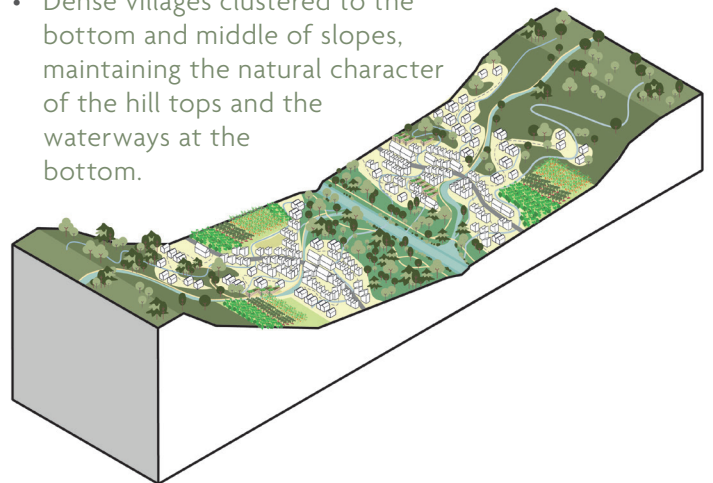 • Dense villages clustered to the
bottom and middle of slopes,
maintaining the natural character
of the hill tops and the
waterways at the
bottom.